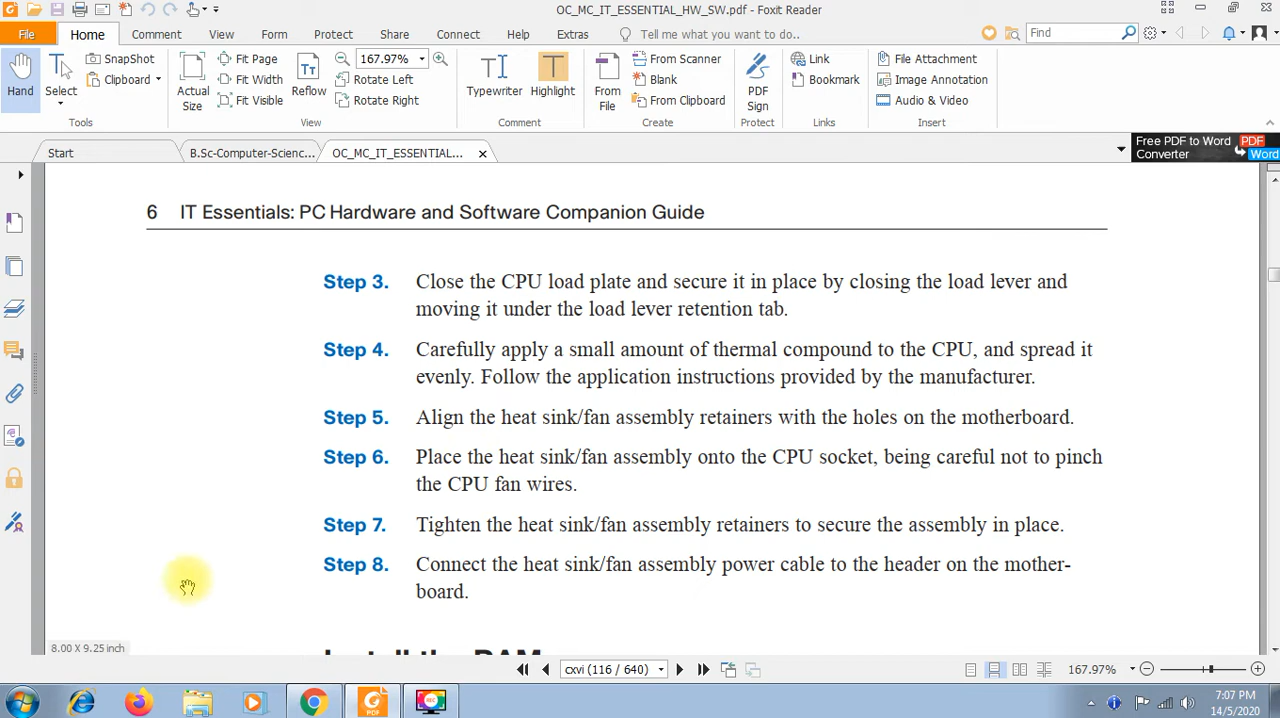 OC_MC_IT_ESSENTIAL_HW_SW.pdf - Foxit Reader
File Home Comment View Form Protect Share Connect Help Extras Tell me what you want to do.. Find
Hand
Select
SnapShot
Clipboard
Tools
Actual Size
Fit Page
Fit Width
Fit Visible
Reflow
167.97%
Rotate Left
Rotate Right
View
Typewriter
Highlight
Comment
From File
From Scanner
Blank
From Clipboard
Create
PDF Sign
Protect
Link
Bookmark
Links
File Attachment
Image Annotation
Audio & Video
Insert
Start B.Sc-Computer-Scienc... OC_MC_IT_ESSENTIAL...
Free PDF to Word Converter PDF Word
6 IT Essentials: PC Hardware and Software Companion Guide
Step 3. Close the CPU load plate and secure it in place by closing the load lever and
moving it under the load lever retention tab.
Step 4. Carefully apply a small amount of thermal compound to the CPU, and spread it
evenly. Follow the application instructions provided by the manufacturer.
Step 5. Align the heat sink/fan assembly retainers with the holes on the motherboard.
Step 6. Place the heat sink/fan assembly onto the CPU socket, being careful not to pinch
the CPU fan wires.
Step 7. Tighten the heat sink/fan assembly retainers to secure the assembly in place.
Step 8. Connect the heat sink/fan assembly power cable to the header on the mother-
board.
Install the RAM
8.00 X 9.25 inch
cxvi (116 / 640) 167.97%
REC
PDF
7:07 PM
14/5/2020